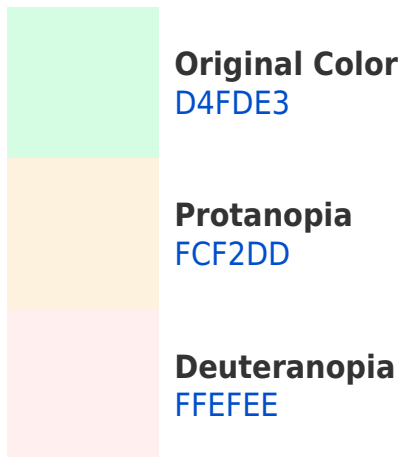 Original Color
D4FDE3
Protanopia
FCF2DD
Deuteranopia
FFEFEE